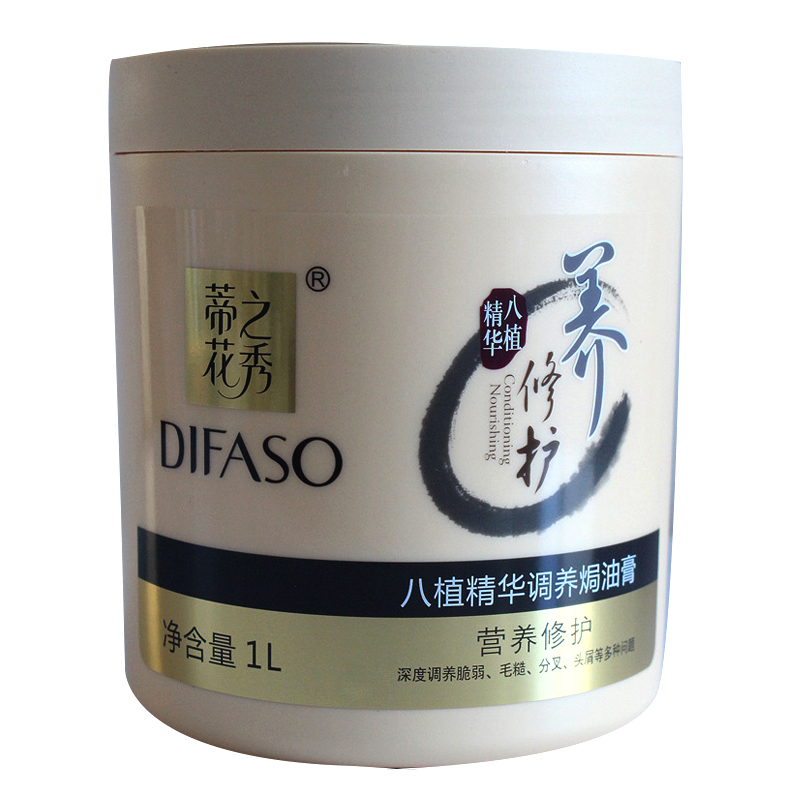 蒂之
花秀
®
DIFASO
养
修护
八植
精华
Conditioning
Nourishing
八植精华调养焗油膏
净含量 1L
营养修护
深度调养脆弱、毛糙、分叉、头屑等多种问题